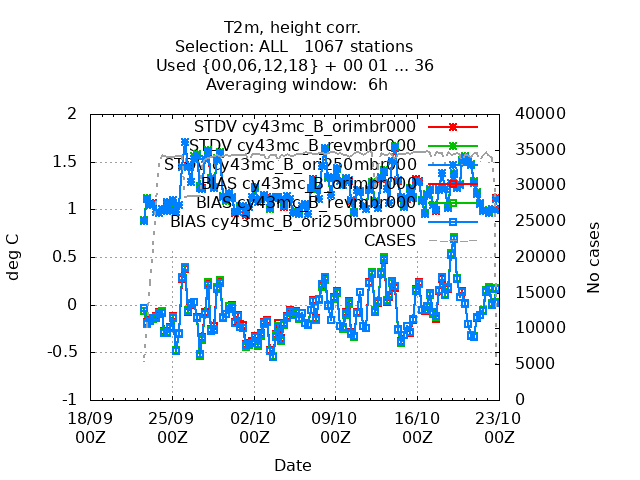 T2m, height corr.
Selection: ALL 1067 stations
Used {00,06,12,18} + 00 01 ... 36
Averaging window: 6h
2
1.5
1
0.5
0
-0.5
-1
deg C
40000
35000
30000
25000
20000
15000
10000
5000
0
No cases
STDV cy43mc_B_orimbr000
STDV cy43mc_B_revmbr000
STDV cy43mc_B_ori250mbr000
BIAS cy43mc_B_orimbr000
BIAS cy43mc_B_revmbr000
BIAS cy43mc_B_ori250mbr000
CASES
18/09 25/09 02/10 09/10 16/10 23/10
00Z 00Z 00Z 00Z 00Z 00Z
Date